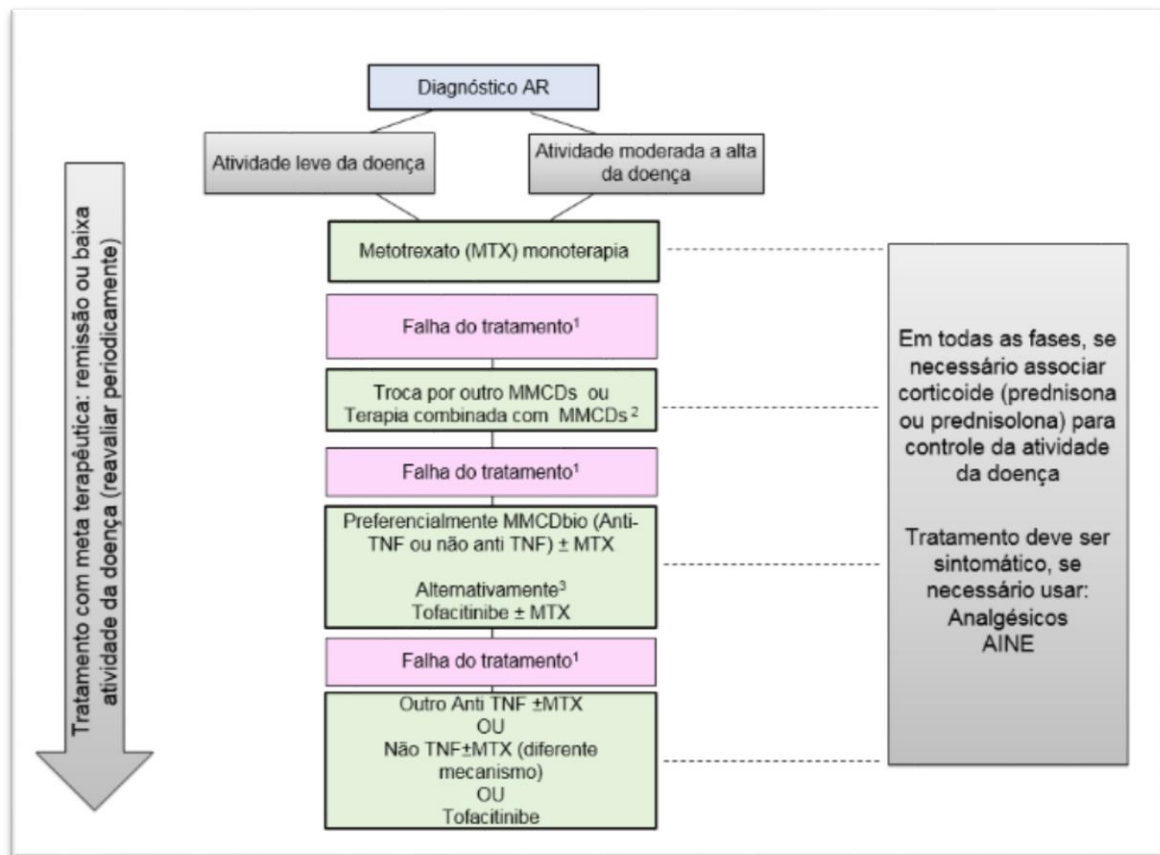 Diagnóstico AR
Atividade leve da doença
Atividade moderada a alta
da doença
Metotrexato (MTX) monoterapia
Falha do tratamento¹
Troca por outro MMCDs ou
Terapia combinada com MMCDs ²
Falha do tratamento¹
Preferencialmente MMCDbio (Anti-
TNF ou não anti TNF) ± MTX
Alternativamente³
Tofacitinibe ± MTX
Falha do tratamento¹
Outro Anti TNF ±MTX
OU
Não TNF±MTX (diferente
mecanismo)
OU
Tofacitinibe
Tratamento com meta terapêutica: remissão ou baixa
atividade da doença (reavaliar periodicamente)
Em todas as fases, se
necessário associar
corticoide (prednisona
ou prednisolona) para
controle da atividade
da doença
Tratamento deve ser
sintomático, se
necessário usar:
Analgésicos
AINE